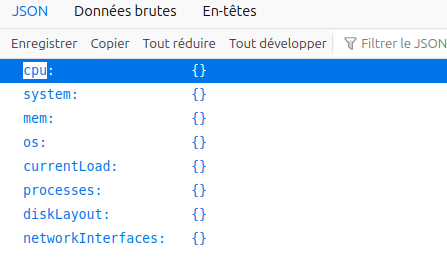 JSON Données brutes En-têtes
Enregistrer Copier Tout réduire Tout développer Filtrer le JSON
cpu: {}
system: {}
mem: {}
os: {}
currentLoad: {}
processes: {}
diskLayout: {}
networkInterfaces: {}